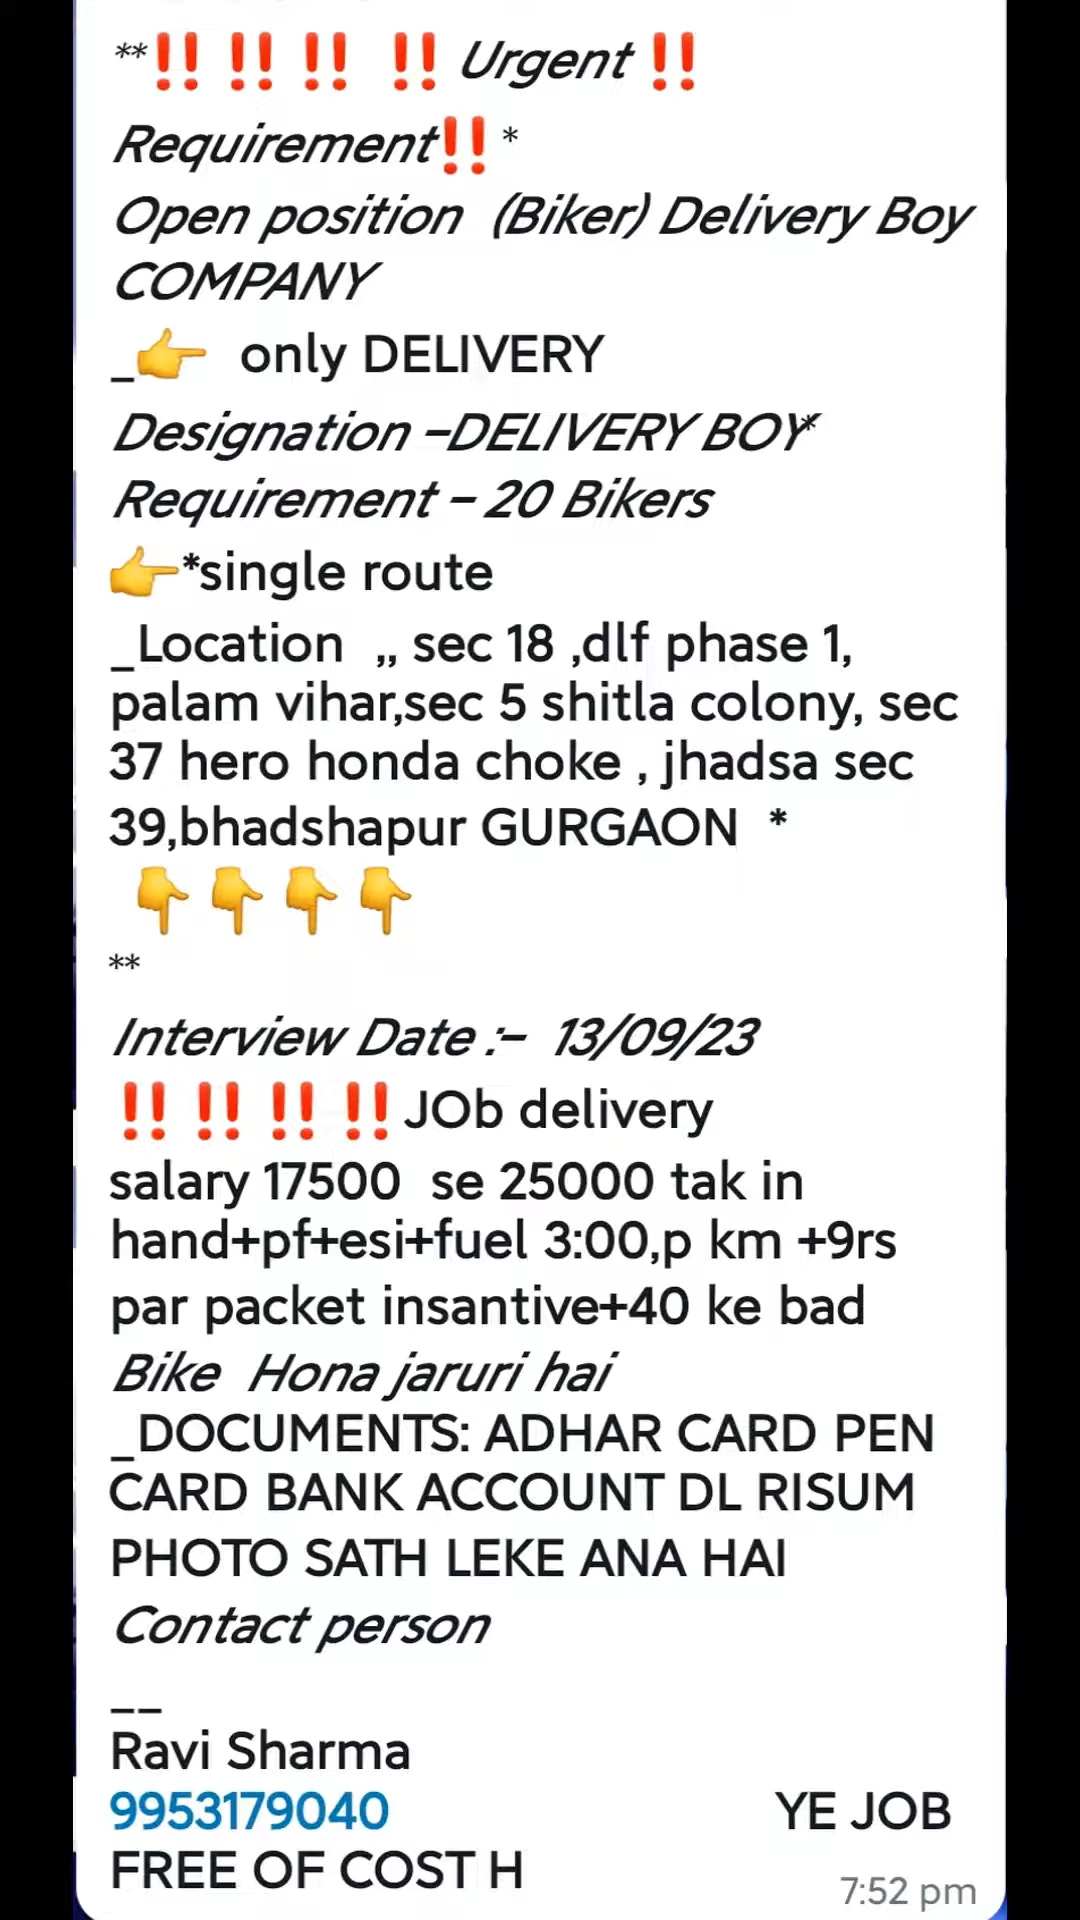 **‼️ ‼️ ‼️ ‼️ Urgent ‼️
Requirement‼️*
Open position (Biker) Delivery Boy
COMPANY
_👉 only DELIVERY
Designation –DELIVERY BOY*
Requirement – 20 Bikers
👉*single route
_Location ,, sec 18 ,dlf phase 1,
palam vihar,sec 5 shitla colony, sec
37 hero honda choke , jhadsa sec
39,bhadshapur GURGAON *
👇👇👇👇
**
Interview Date :– 13/09/23
‼️ ‼️ ‼️ ‼️JOb delivery
salary 17500 se 25000 tak in
hand+pf+esi+fuel 3:00,p km +9rs
par packet insantive+40 ke bad
Bike Hona jaruri hai
_DOCUMENTS: ADHAR CARD PEN
CARD BANK ACCOUNT DL RISUM
PHOTO SATH LEKE ANA HAI
Contact person
__
Ravi Sharma
9953179040 YE JOB
FREE OF COST H
7:52 pm